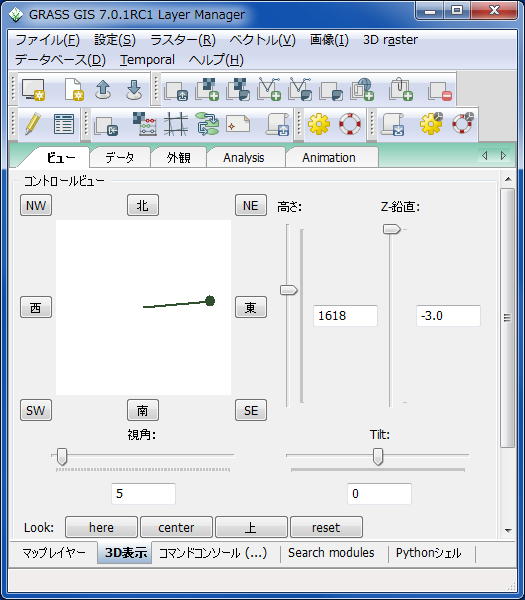 GRASS GIS 7.0.1RC1 Layer Manager
ファイル(F) 設定(S) ラスター(R) ベクトル(V) 画像(I) 3D raster
データベース(D) Temporal ヘルプ(H)
ビュー データ 外観 Analysis Animation
コントロールビュー
NW 北 NE 高さ: Z-鉛直:
西 東 1618 -3.0
SW 南 SE
視角: Tilt:
5 0
Look: here center 上 reset
マップレイヤー 3D表示 コマンドコンソール (...) Search modules Pythonシェル